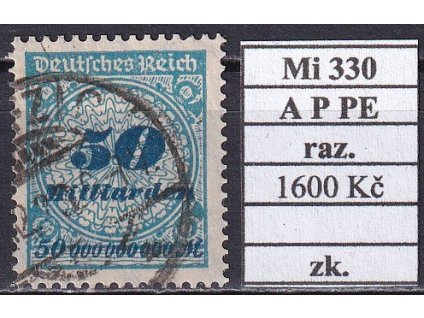 Deutsches Reich
50
Milliarden
50 000 000 000 M
Mi 330
A P PE
raz.
1600 Kč
zk.